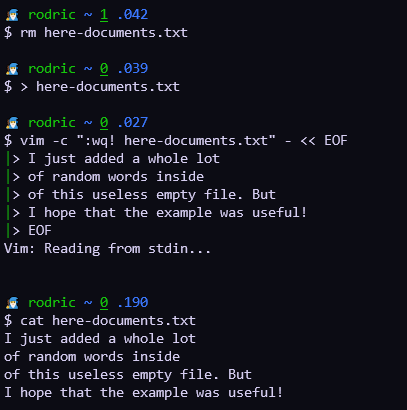 rodric ~ 1 .042
$ rm here-documents.txt
rodric ~ 0 .039
$ > here-documents.txt
rodric ~ 0 .027
$ vim -c ":wq! here-documents.txt" - << EOF
|> I just added a whole lot
|> of random words inside
|> of this useless empty file. But
|> I hope that the example was useful!
|> EOF
Vim: Reading from stdin...
rodric ~ 0 .190
$ cat here-documents.txt
I just added a whole lot
of random words inside
of this useless empty file. But
I hope that the example was useful!